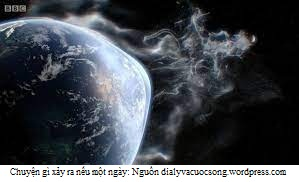 BBC
Chuyện gì xảy ra nếu một ngày: Nguồn dialyvacuocsong.wordpress.com